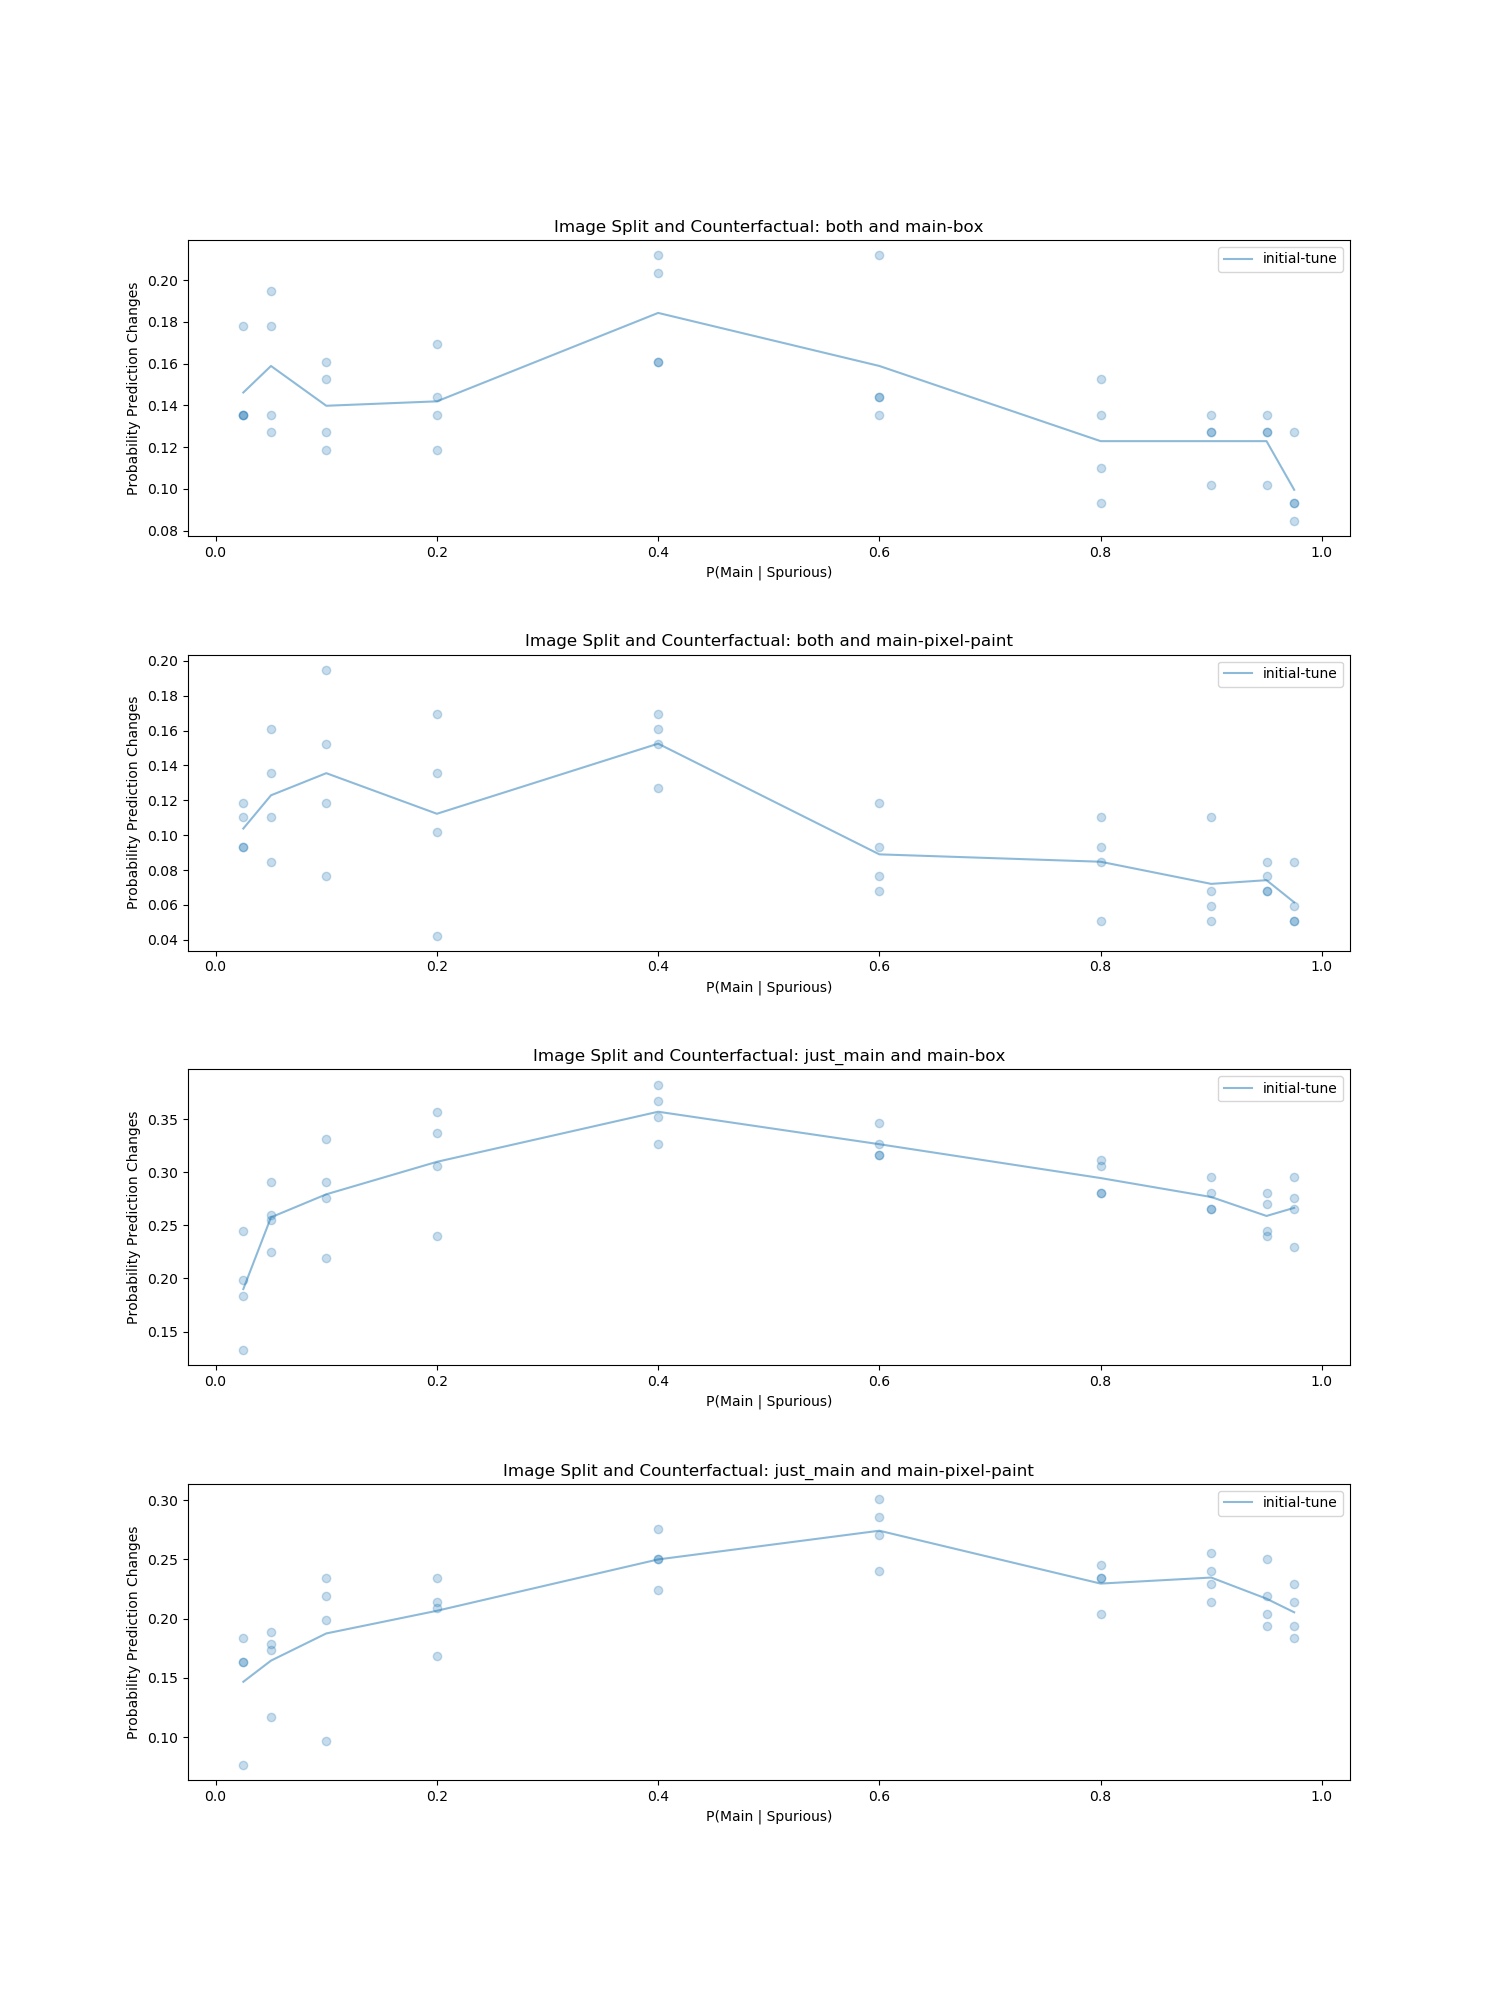 Image Split and Counterfactual: both and main-box
initial-tune
Probability Prediction Changes
0.20
0.18
0.16
0.14
0.12
0.10
0.08
0.0 0.2 0.4 0.6 0.8 1.0
P(Main | Spurious)
Image Split and Counterfactual: both and main-pixel-paint
initial-tune
Probability Prediction Changes
0.20
0.18
0.16
0.14
0.12
0.10
0.08
0.06
0.04
0.0 0.2 0.4 0.6 0.8 1.0
P(Main | Spurious)
Image Split and Counterfactual: just_main and main-box
initial-tune
Probability Prediction Changes
0.35
0.30
0.25
0.20
0.15
0.0 0.2 0.4 0.6 0.8 1.0
P(Main | Spurious)
Image Split and Counterfactual: just_main and main-pixel-paint
initial-tune
Probability Prediction Changes
0.30
0.25
0.20
0.15
0.10
0.0 0.2 0.4 0.6 0.8 1.0
P(Main | Spurious)